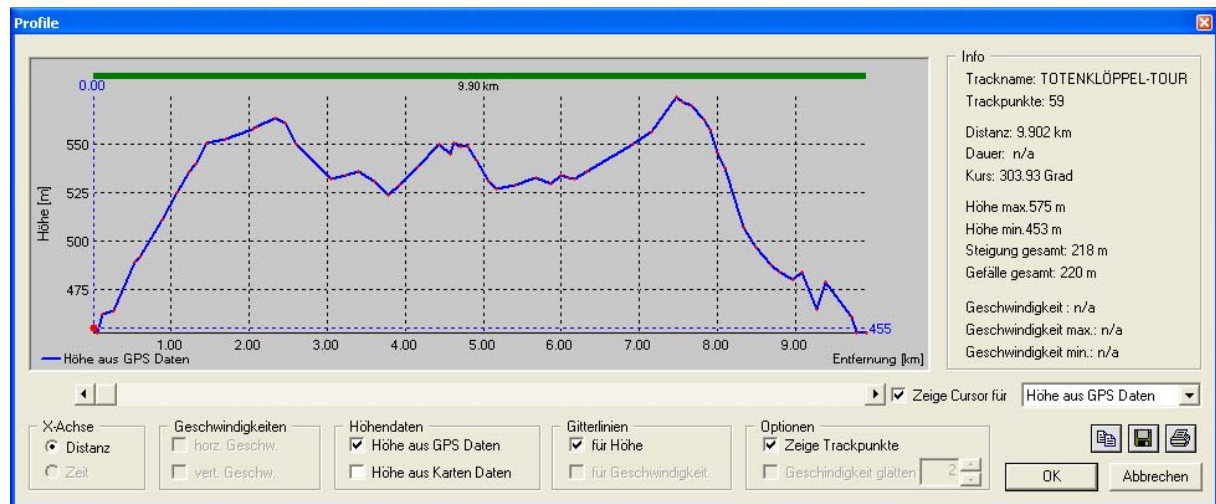 Profile
0.00
9.90 km
550
525
500
475
Höhe [m]
455
1.00 2.00 3.00 4.00 5.00 6.00 7.00 8.00 9.00
Höhe aus GPS Daten
Entfernung [km]
Info
Trackname: TOTENKLÖPPEL-TOUR
Trackpunkte: 59
Distanz: 9.902 km
Dauer: n/a
Kurs: 303.93 Grad
Höhe max.575 m
Höhe min.453 m
Steigung gesamt: 218 m
Gefälle gesamt: 220 m
Geschwindigkeit : n/a
Geschwindigkeit max.: n/a
Geschwindigkeit min.: n/a
Zeige Cursor für
Höhe aus GPS Daten
X-Achse
Distanz
Zeit
Geschwindigkeiten
horz. Geschw.
vert. Geschw.
Höhendaten
Höhe aus GPS Daten
Höhe aus Karten Daten
Gitterlinien
für Höhe
für Geschwindigkeit
Optionen
Zeige Trackpunkte
Geschindigkeit glätten
2
OK
Abbrechen